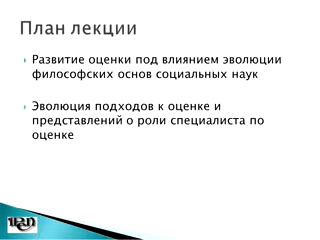 План лекции
Развитие оценки под влиянием эволюции
философских основ социальных наук
Эволюция подходов к оценке и
представлений о роли специалиста по
оценке